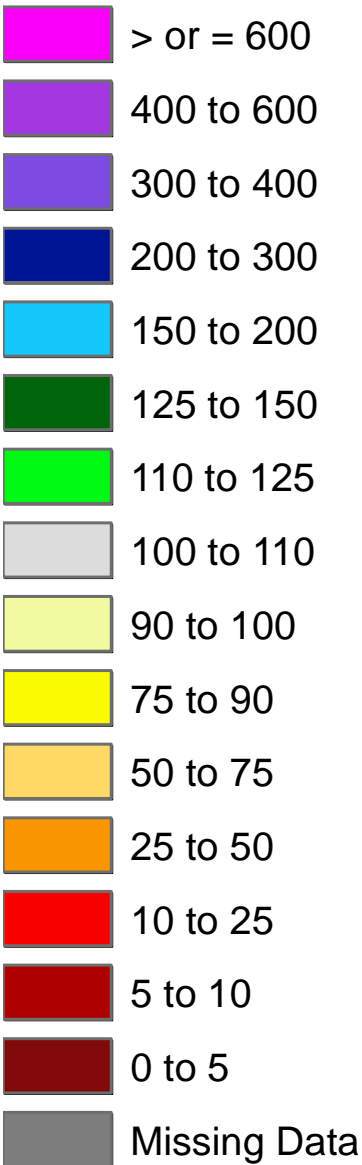 > or = 600
400 to 600
300 to 400
200 to 300
150 to 200
125 to 150
110 to 125
100 to 110
90 to 100
75 to 90
50 to 75
25 to 50
10 to 25
5 to 10
0 to 5
Missing Data